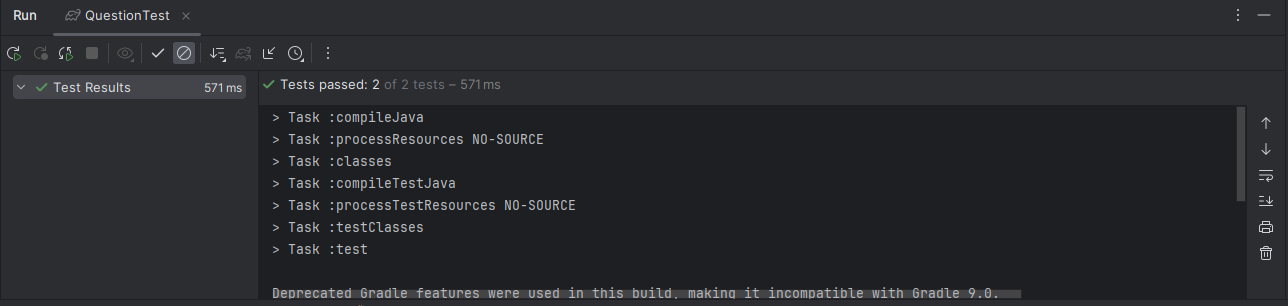 Run QuestionTest
Test Results 571 ms
Tests passed: 2 of 2 tests – 571 ms
> Task :compileJava
> Task :processResources NO-SOURCE
> Task :classes
> Task :compileTestJava
> Task :processTestResources NO-SOURCE
> Task :testClasses
> Task :test
Deprecated Gradle features were used in this build, making it incompatible with Gradle 9.0.